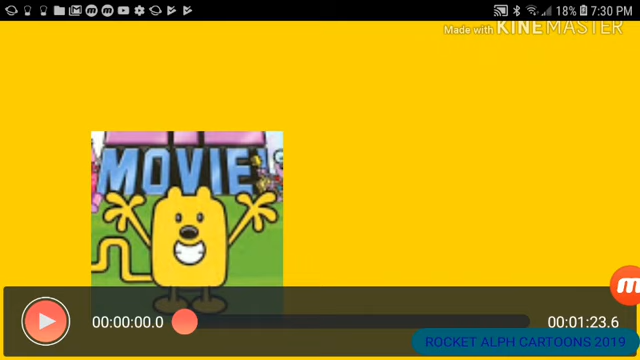 18% 7:30 PM
Made with KINEMASTER
MOVIE!
00:00:00.0
00:01:23.6
ROCKET ALPH CARTOONS 2019